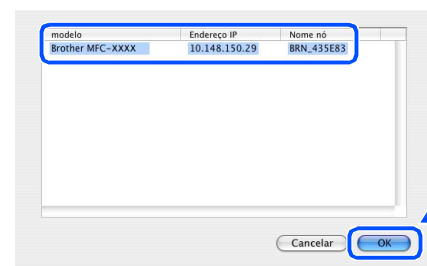 modelo Endereço IP Nome nó
Brother MFC-XXXX 10.148.150.29 BRN_435E83
Cancelar OK